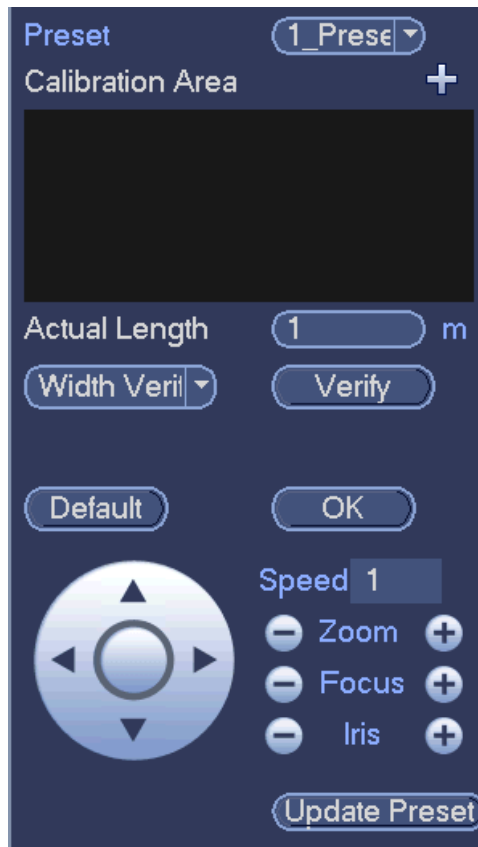 Preset 1_Prese
Calibration Area
Actual Length 1 m
Width Veri Verify
Default OK
Speed 1
Zoom
Focus
Iris
Update Preset